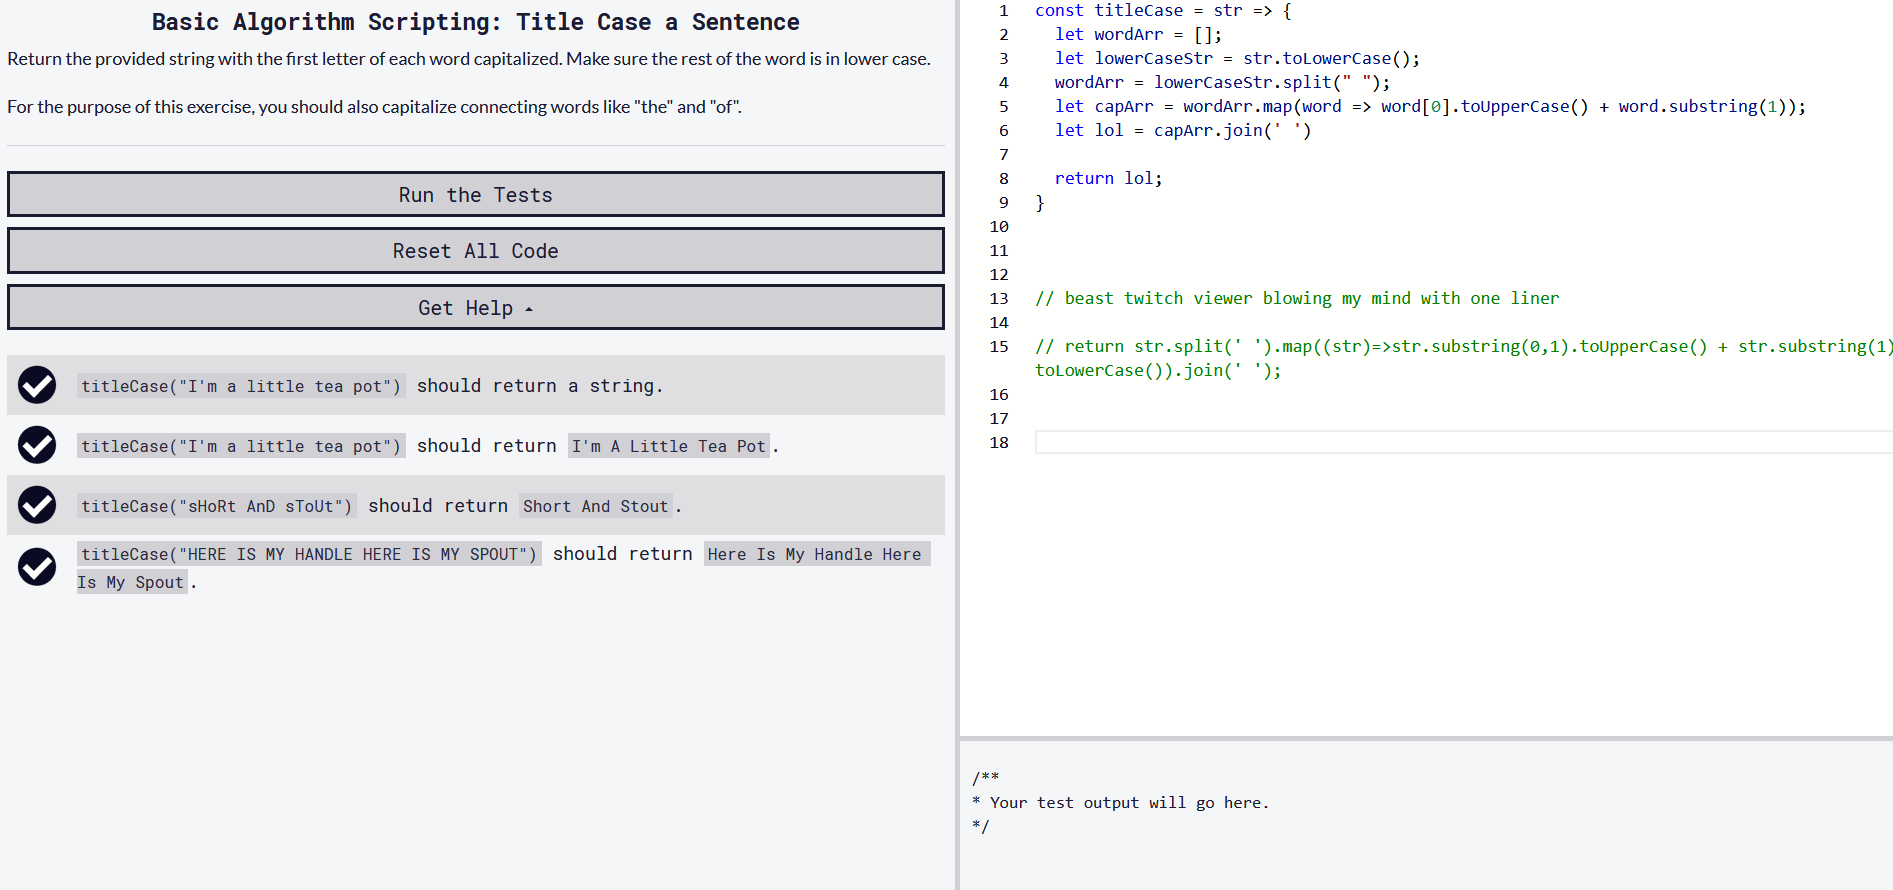 Basic Algorithm Scripting: Title Case a Sentence
Return the provided string with the first letter of each word capitalized. Make sure the rest of the word is in lower case.
For the purpose of this exercise, you should also capitalize connecting words like "the" and "of".
Run the Tests
Reset All Code
Get Help
titleCase("I'm a little tea pot") should return a string.
titleCase("I'm a little tea pot") should return I'm A Little Tea Pot.
titleCase("sHoRt AnD sToUt") should return Short And Stout.
titleCase("HERE IS MY HANDLE HERE IS MY SPOUT") should return Here Is My Handle Here
Is My Spout.
1 const titleCase = str => {
2 let wordArr = [];
3 let lowerCaseStr = str.toLowerCase();
4 wordArr = lowerCaseStr.split(" ");
5 let capArr = wordArr.map(word => word[0].toUpperCase() + word.substring(1));
6 let lol = capArr.join(' ')
7
8 return lol;
9 }
10
11
12
13 // beast twitch viewer blowing my mind with one liner
14
15 // return str.split(' ').map((str)=>str.substring(0,1).toUpperCase() + str.substring(1)
toLowerCase()).join(' ');
16
17
18
/**
* Your test output will go here.
*/